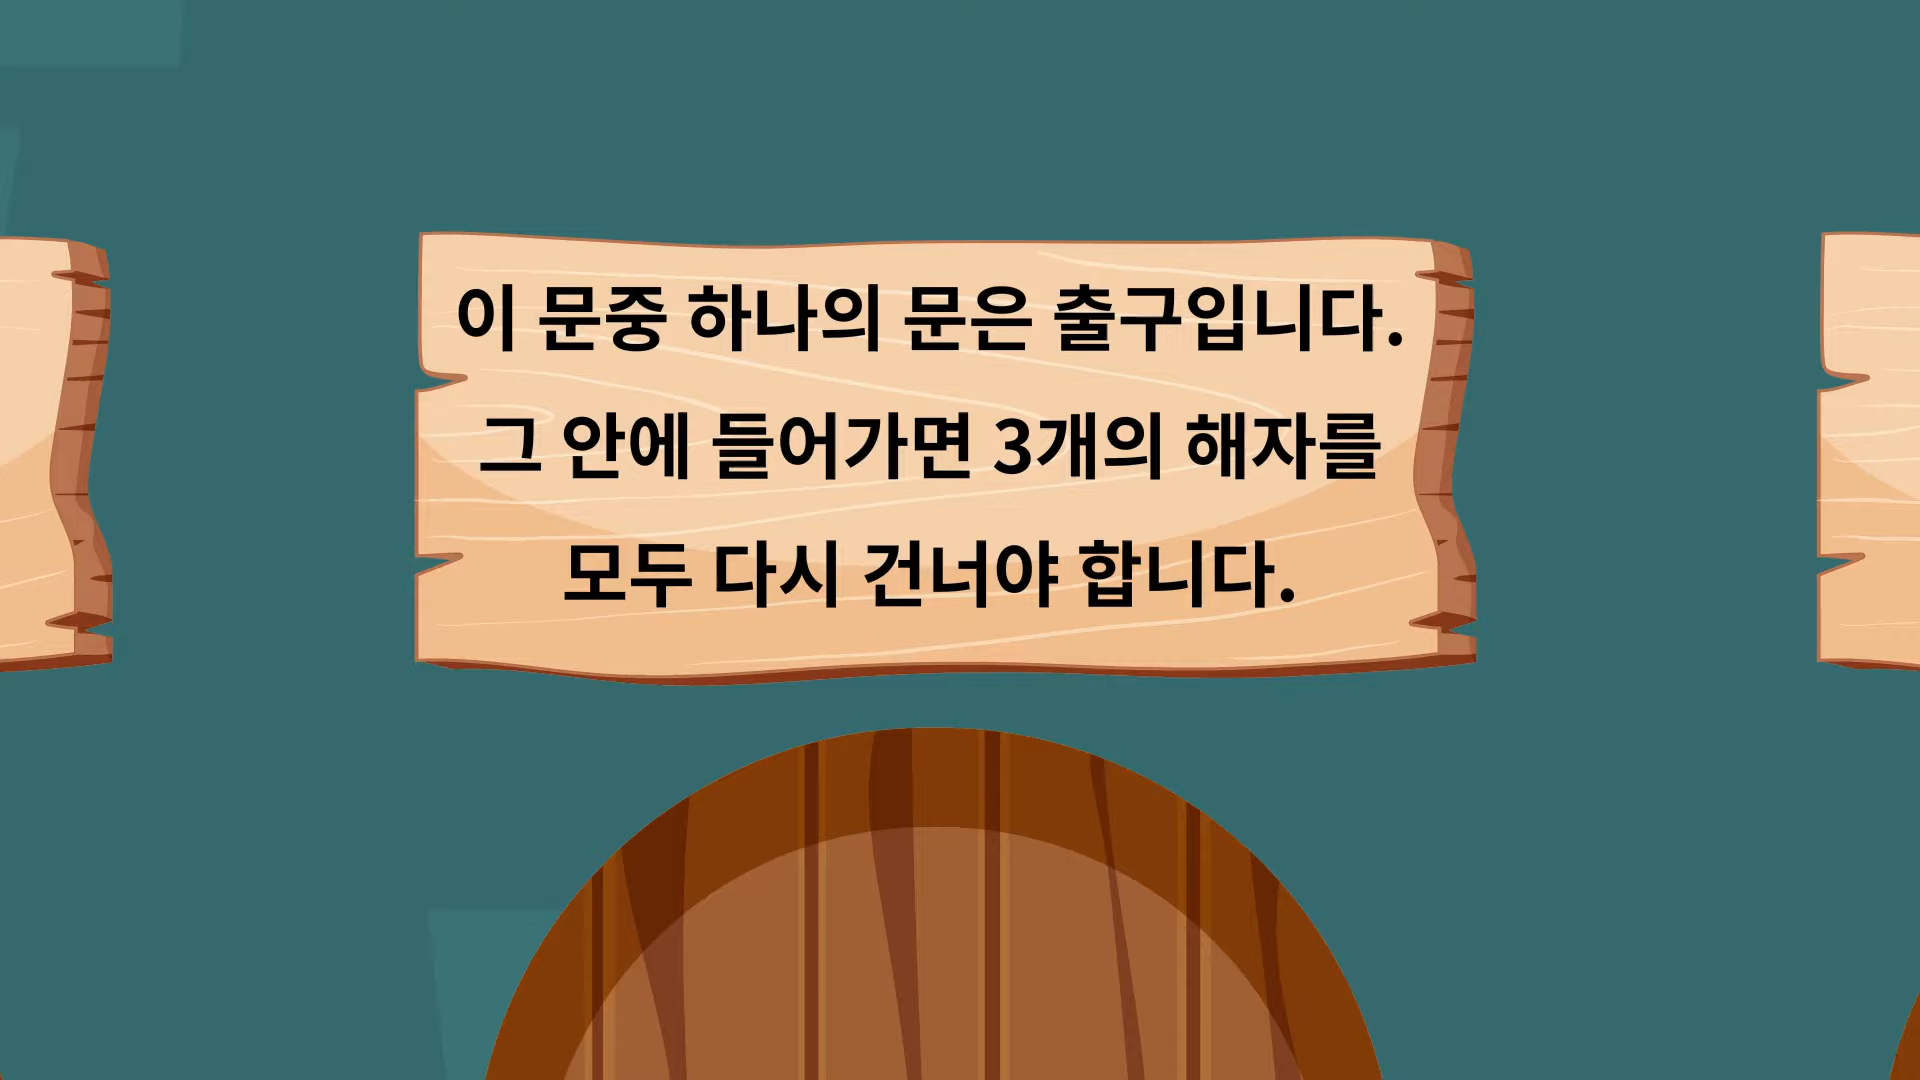 이 문중 하나의 문은 출구입니다.
그 안에 들어가면 3개의 해자를
모두 다시 건너야 합니다.